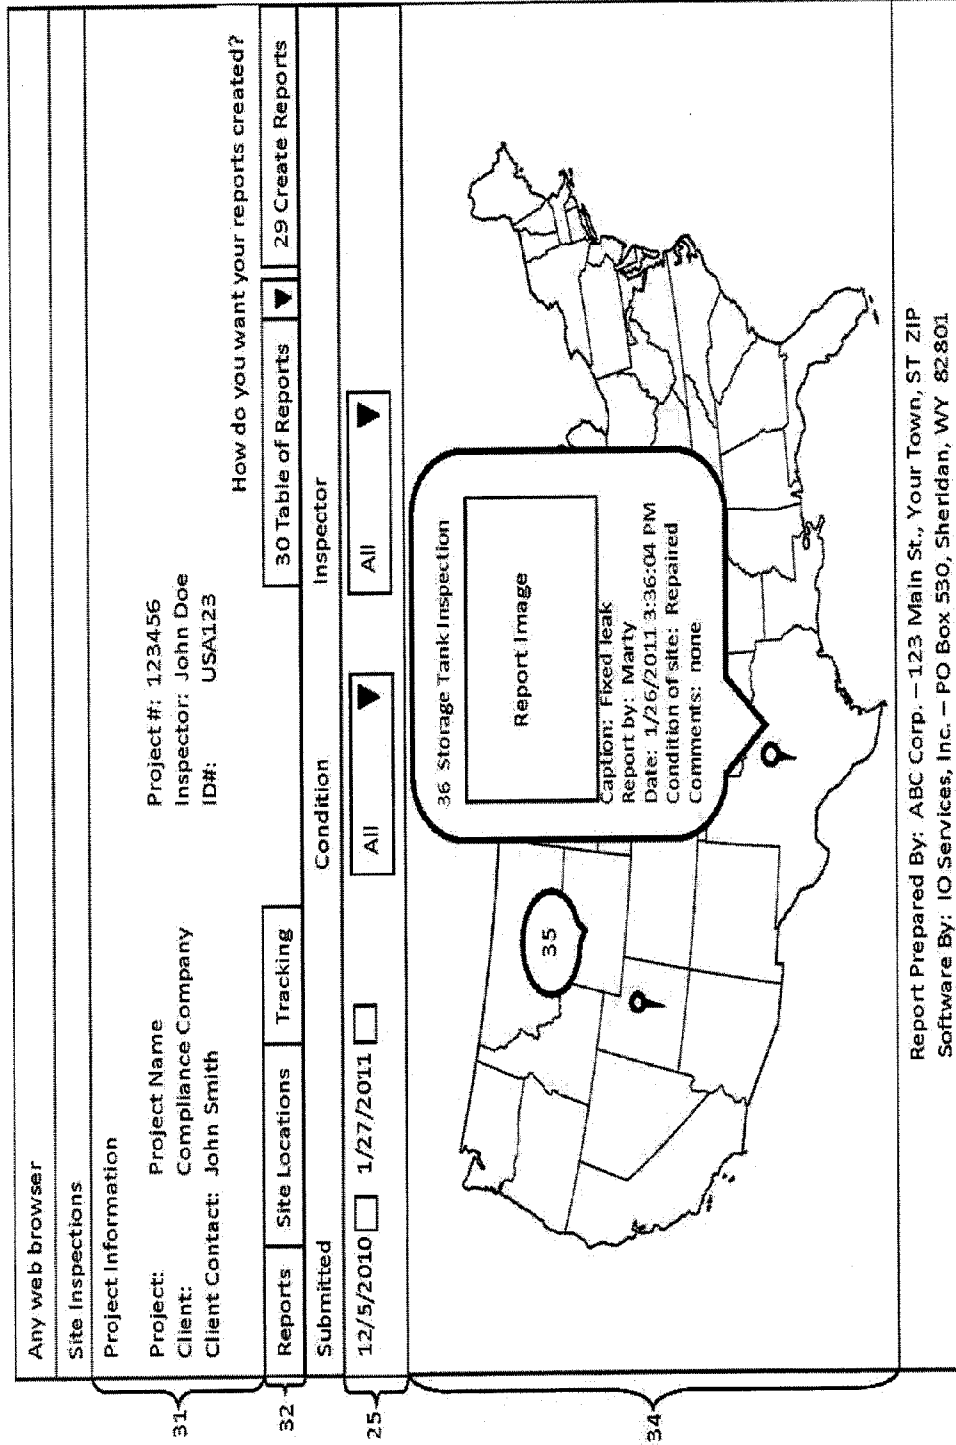 Any web browser
Site Inspections
Project Information
Project: Project Name Project #: 123456
Client: Compliance Company Inspector: John Doe
Client Contact: John Smith ID#: USA123
31
How do you want your reports created?
32 Reports Site Locations Tracking 30 Table of Reports ▼ 29 Create Reports
Submitted Condition Inspector
25 12/5/2010 1/27/2011 All ▼ All ▼
36 Storage Tank Inspection
Report Image
Caption: Fixed leak
Report by: Marty
Date: 1/26/2011 3:36:04 PM
Condition of site: Repaired
Comments: none
35
34
Report Prepared By: ABC Corp. – 123 Main St., Your Town, ST ZIP
Software By: IO Services, Inc. – PO Box 530, Sheridan, WY 82801